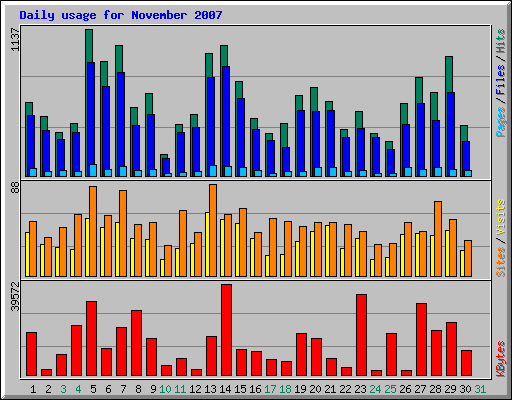 Daily usage for November 2007
1137
Pages / Files / Hits
88
Sites / Visits
39572
KBytes
1 2 3 4 5 6 7 8 9 10 11 12 13 14 15 16 17 18 19 20 21 22 23 24 25 26 27 28 29 30 31